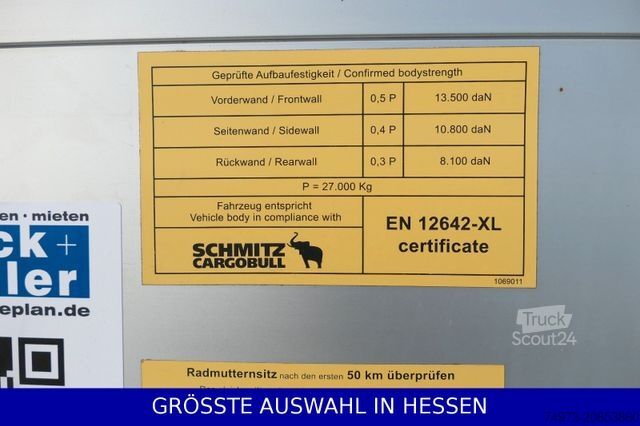 Geprüfte Aufbaufestigkeit / Confirmed bodystrength
Vorderwand / Frontwall 0,5 P 13.500 daN
Seitenwand / Sidewall 0,4 P 10.800 daN
Rückwand / Rearwall 0,3 P 8.100 daN
P = 27.000 Kg
Fahrzeug entspricht
Vehicle body in compliance with
SCHMITZ
CARGOBULL
EN 12642-XL
certificate
1069011
en · mieten
ck+
ler
eplan.de
Truck
Scout24
Radmutternsitz nach den ersten 50 km überprüfen
GRÖSSTE AUSWAHL IN HESSEN